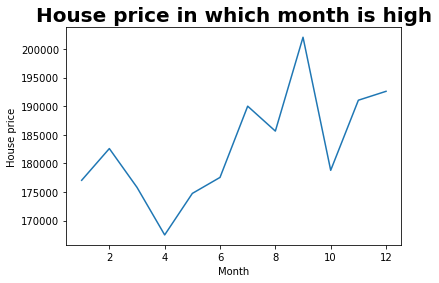 House price in which month is high
200000
195000
190000
185000
180000
175000
170000
House price
2 4 6 8 10 12
Month